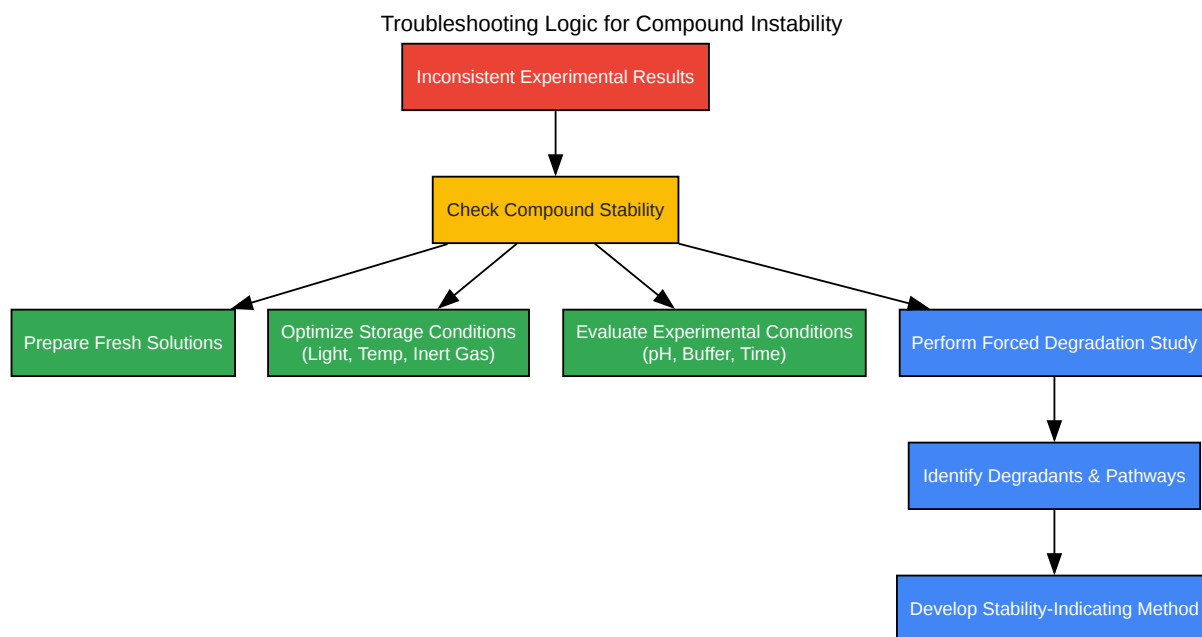 Troubleshooting Logic for Compound Instability
Inconsistent Experimental Results
Check Compound Stability
Prepare Fresh Solutions
Optimize Storage Conditions
(Light, Temp, Inert Gas)
Evaluate Experimental Conditions
(pH, Buffer, Time)
Perform Forced Degradation Study
Identify Degradants & Pathways
Develop Stability-Indicating Method